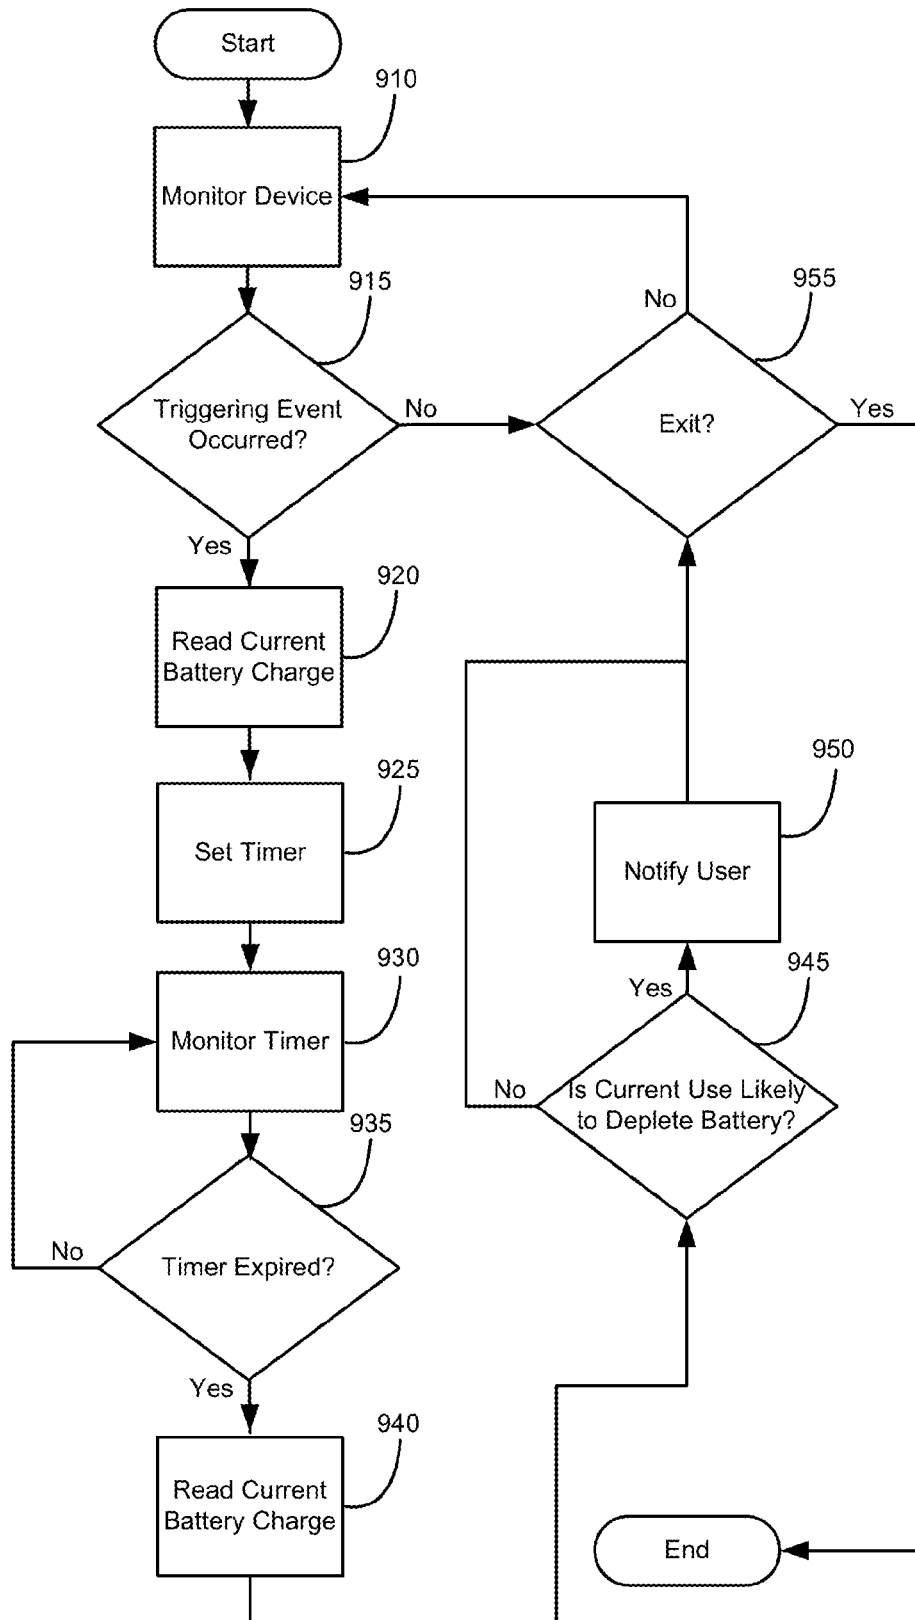 Start
910
Monitor Device
915
Triggering Event
Occurred?
No
Yes
920
Read Current
Battery Charge
925
Set Timer
930
Monitor Timer
935
Timer Expired?
No
Yes
940
Read Current
Battery Charge
945
Is Current Use Likely
to Deplete Battery?
No
Yes
950
Notify User
955
Exit?
No
Yes
End